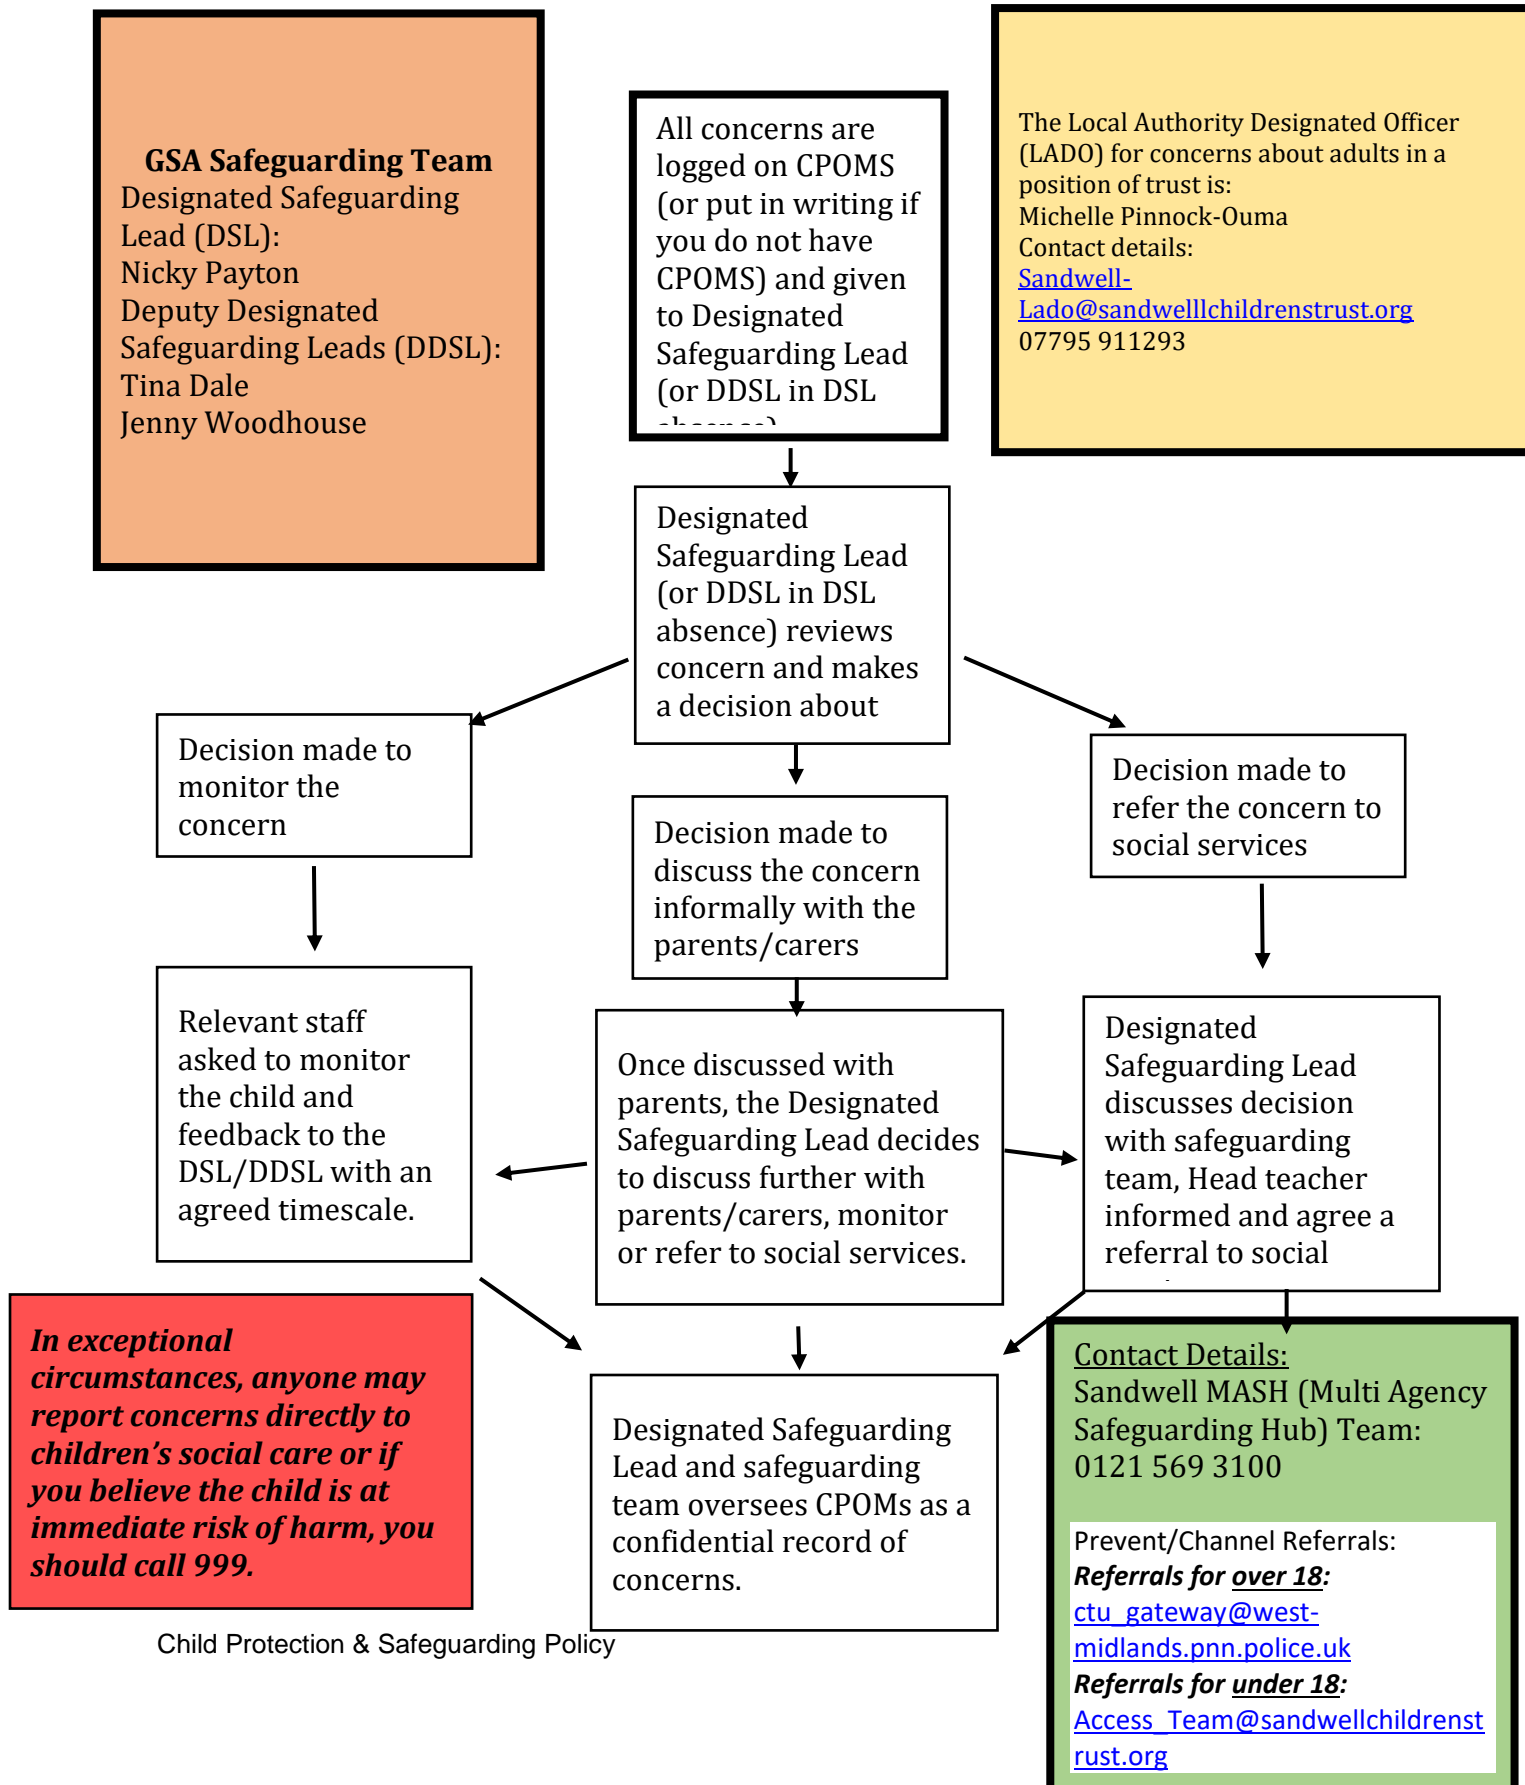 GSA Safeguarding Team
Designated Safeguarding
Lead (DSL):
Nicky Payton
Deputy Designated
Safeguarding Leads (DDSL):
Tina Dale
Jenny Woodhouse
All concerns are
logged on CPOMS
(or put in writing if
you do not have
CPOMS) and given
to Designated
Safeguarding Lead
(or DDSL in DSL
The Local Authority Designated Officer
(LADO) for concerns about adults in a
position of trust is:
Michelle Pinnock-Ouma
Contact details:
Sandwell-
Lado@sandwelllchildrenstrust.org
07795 911293
Designated
Safeguarding Lead
(or DDSL in DSL
absence) reviews
concern and makes
a decision about
Decision made to
monitor the
concern
Decision made to
discuss the concern
informally with the
parents/carers
Decision made to
refer the concern to
social services
Relevant staff
asked to monitor
the child and
feedback to the
DSL/DDSL with an
agreed timescale.
Once discussed with
parents, the Designated
Safeguarding Lead decides
to discuss further with
parents/carers, monitor
or refer to social services.
Designated
Safeguarding Lead
discusses decision
with safeguarding
team, Head teacher
informed and agree a
referral to social
In exceptional
circumstances, anyone may
report concerns directly to
children’s social care or if
you believe the child is at
immediate risk of harm, you
should call 999.
Designated Safeguarding
Lead and safeguarding
team oversees CPOMs as a
confidential record of
concerns.
Contact Details:
Sandwell MASH (Multi Agency
Safeguarding Hub) Team:
0121 569 3100
Prevent/Channel Referrals:
Referrals for over 18:
ctu_gateway@west-
midlands.pnn.police.uk
Referrals for under 18:
Access_Team@sandwellchildrenst
rust.org
Child Protection & Safeguarding Policy